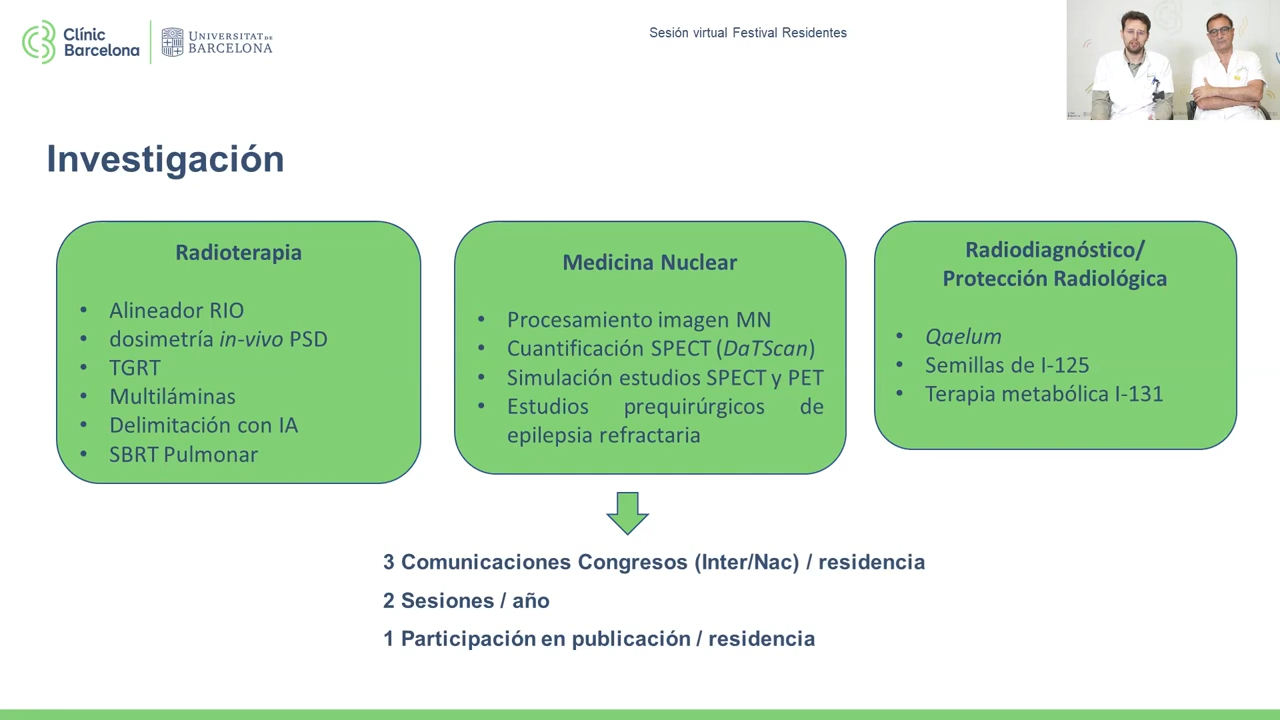 Clínic
Barcelona
UNIVERSITAT DE
BARCELONA
Sesión virtual Festival Residentes
Investigación
Radioterapia
• Alineador RIO
• dosimetría in-vivo PSD
• TGRT
• Multiláminas
• Delimitación con IA
• SBRT Pulmonar
Medicina Nuclear
• Procesamiento imagen MN
• Cuantificación SPECT (DaTScan)
• Simulación estudios SPECT y PET
• Estudios prequirúrgicos de
epilepsia refractaria
Radiodiagnóstico/
Protección Radiológica
• Qaelum
• Semillas de I-125
• Terapia metabólica I-131
3 Comunicaciones Congresos (Inter/Nac) / residencia
2 Sesiones / año
1 Participación en publicación / residencia